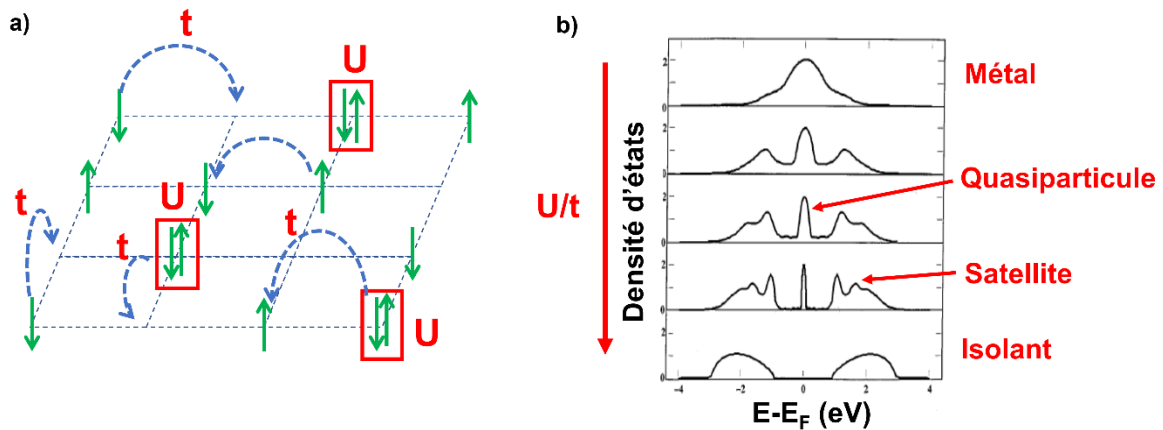 a)
t
U
t
U
t
t
U
b)
U/t
Densité d'états
2
0
2
0
2
0
2
0
2
0
-4
-2
0
2
4
E-EF (eV)
Métal
Quasiparticule
Satellite
Isolant